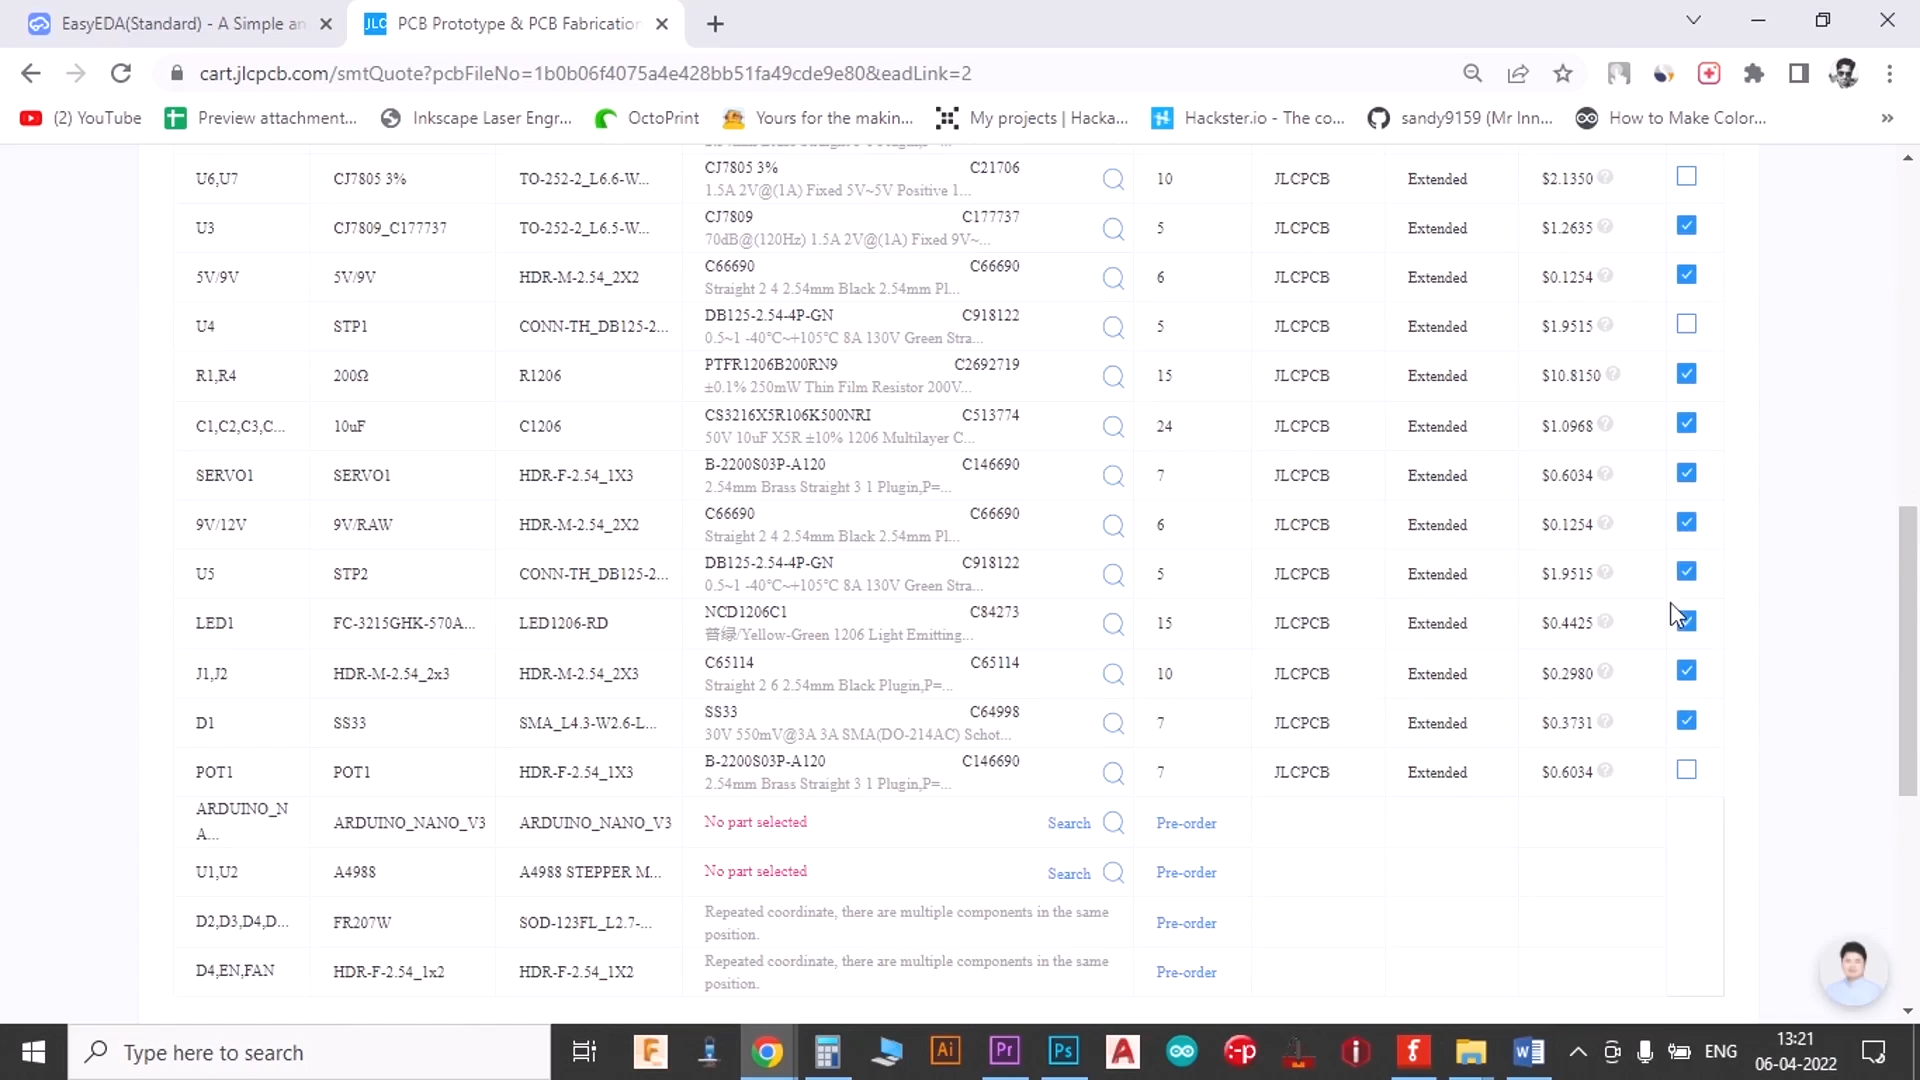 EasyEDA(Standard) - A Simple an
JLC PCB Prototype & PCB Fabrication
cart.jlcpcb.com/smtQuote?pcbFileNo=1b0b06f4075a4e428bb51fa49cde9e80&eadLink=2
(2) YouTube Preview attachment... Inkscape Laser Engr... OctoPrint Yours for the makin... My projects | Hacka... Hackster.io - The co... sandy9159 (Mr Inn... How to Make Color... »
U6,U7 CJ7805 3% TO-252-2_L6.6-W... CJ7805 3% C21706 10 JLCPCB Extended $2.1350
1.5A 2V@(1A) Fixed 5V~5V Positive 1...
U3 CJ7809_C177737 TO-252-2_L6.5-W... CJ7809 C177737 5 JLCPCB Extended $1.2635
70dB@(120Hz) 1.5A 2V@(1A) Fixed 9V~...
5V/9V 5V/9V HDR-M-2.54_2X2 C66690 C66690 6 JLCPCB Extended $0.1254
Straight 2 4 2.54mm Black 2.54mm Pl...
U4 STP1 CONN-TH_DB125-2... DB125-2.54-4P-GN C918122 5 JLCPCB Extended $1.9515
0.5~1 -40℃~+105℃ 8A 130V Green Stra...
R1,R4 200Ω R1206 PTFR1206B200RN9 C2692719 15 JLCPCB Extended $10.8150
±0.1% 250mW Thin Film Resistor 200V...
C1,C2,C3,C... 10uF C1206 CS3216X5R106K500NRI C513774 24 JLCPCB Extended $1.0968
50V 10uF X5R ±10% 1206 Multilayer C...
SERVO1 SERVO1 HDR-F-2.54_1X3 B-2200S03P-A120 C146690 7 JLCPCB Extended $0.6034
2.54mm Brass Straight 3 1 Plugin,P=...
9V/12V 9V/RAW HDR-M-2.54_2X2 C66690 C66690 6 JLCPCB Extended $0.1254
Straight 2 4 2.54mm Black 2.54mm Pl...
U5 STP2 CONN-TH_DB125-2... DB125-2.54-4P-GN C918122 5 JLCPCB Extended $1.9515
0.5~1 -40℃~+105℃ 8A 130V Green Stra...
LED1 FC-3215GHK-570A... LED1206-RD NCD1206C1 C84273 15 JLCPCB Extended $0.4425
普绿/Yellow-Green 1206 Light Emitting...
J1,J2 HDR-M-2.54_2x3 HDR-M-2.54_2X3 C65114 C65114 10 JLCPCB Extended $0.2980
Straight 2 6 2.54mm Black Plugin,P=...
D1 SS33 SMA_L4.3-W2.6-L... SS33 C64998 7 JLCPCB Extended $0.3731
30V 550mV@3A 3A SMA(DO-214AC) Schot...
POT1 POT1 HDR-F-2.54_1X3 B-2200S03P-A120 C146690 7 JLCPCB Extended $0.6034
2.54mm Brass Straight 3 1 Plugin,P=...
ARDUINO_N
A... ARDUINO_NANO_V3 ARDUINO_NANO_V3 No part selected Search Pre-order
U1,U2 A4988 A4988 STEPPER M... No part selected Search Pre-order
D2,D3,D4,D... FR207W SOD-123FL_L2.7-... Repeated coordinate, there are multiple components in the same
position. Pre-order
D4,EN,FAN HDR-F-2.54_1x2 HDR-F-2.54_1X2 Repeated coordinate, there are multiple components in the same
position. Pre-order
Type here to search Ai Pr Ps ENG 13:21
06-04-2022